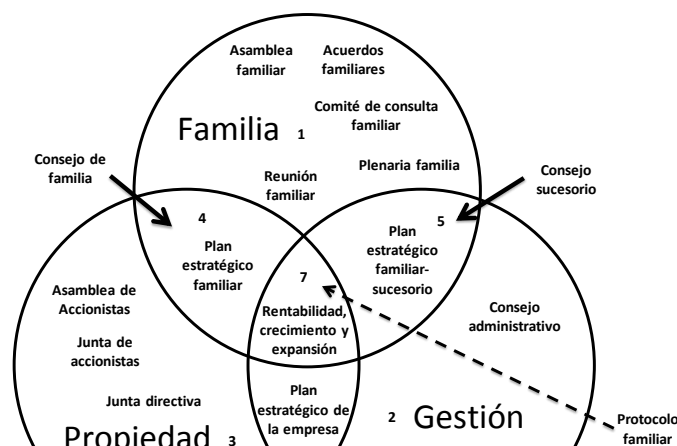 Asamblea
familiar
Acuerdos
familiares
Comité de consulta
familiar
Familia 1
Plenaria familia
Reunión
familiar
Consejo de
familia
Consejo
sucesorio
4
Plan
estratégico
familiar
5
Plan
estratégico
familiar-
sucesorio
7
Rentabilidad,
crecimiento y
expansión
Asamblea de
Accionistas
Junta de
accionistas
Junta directiva
Propiedad 3
Consejo
administrativo
Plan
estratégico de
la empresa
2 Gestión
Protocolo
familiar